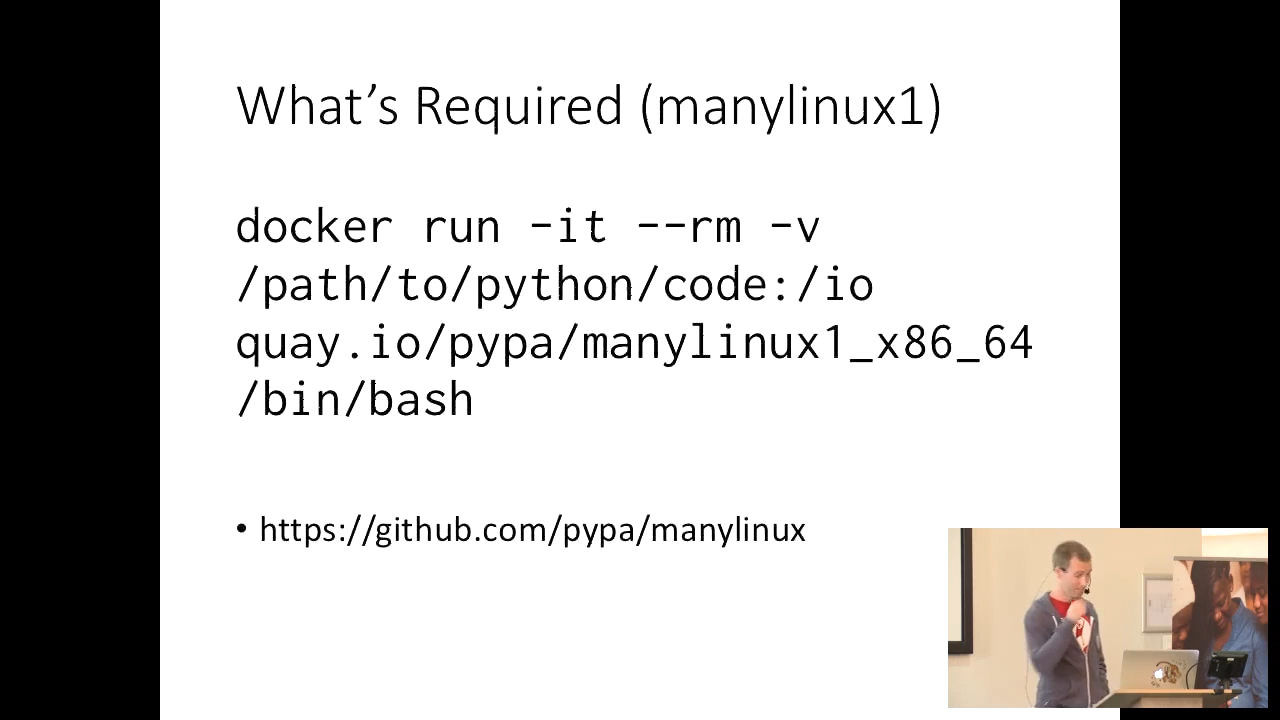 What’s Required (manylinux1)
docker run -it --rm -v
/path/to/python/code:/io
quay.io/pypa/manylinux1_x86_64
/bin/bash
• https://github.com/pypa/manylinux